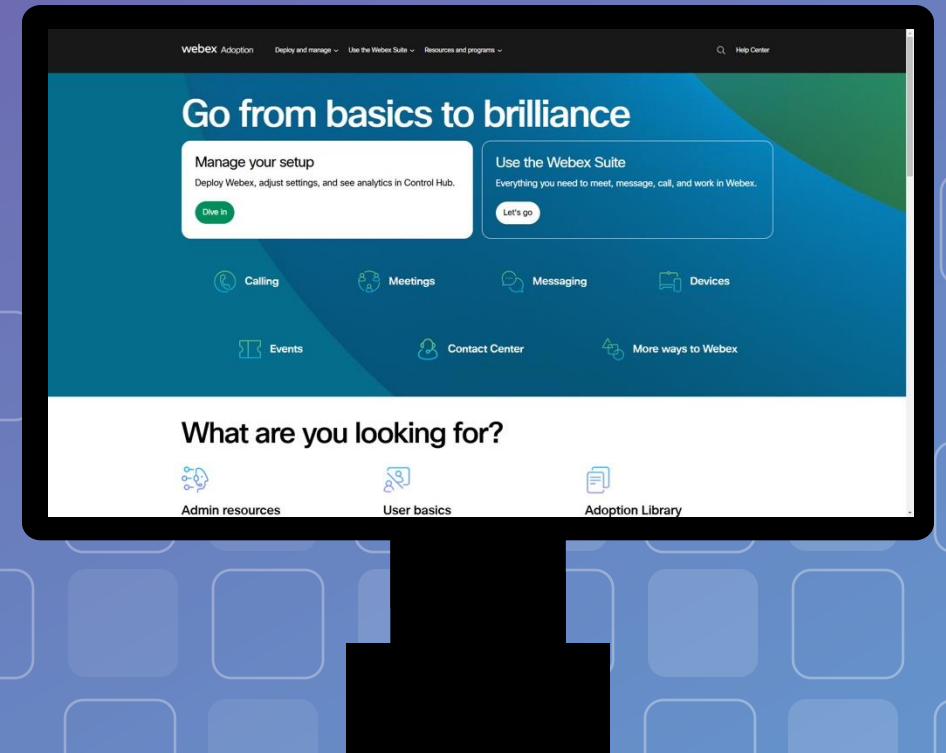 webex Adoption Deploy and manage Use the Webex Suite Resources and programs Help Center
Go from basics to brilliance
Manage your setup
Deploy Webex, adjust settings, and see analytics in Control Hub.
Dive in
Use the Webex Suite
Everything you need to meet, message, call, and work in Webex.
Let's go
Calling Meetings Messaging Devices
Events Contact Center More ways to Webex
What are you looking for?
Admin resources User basics Adoption Library